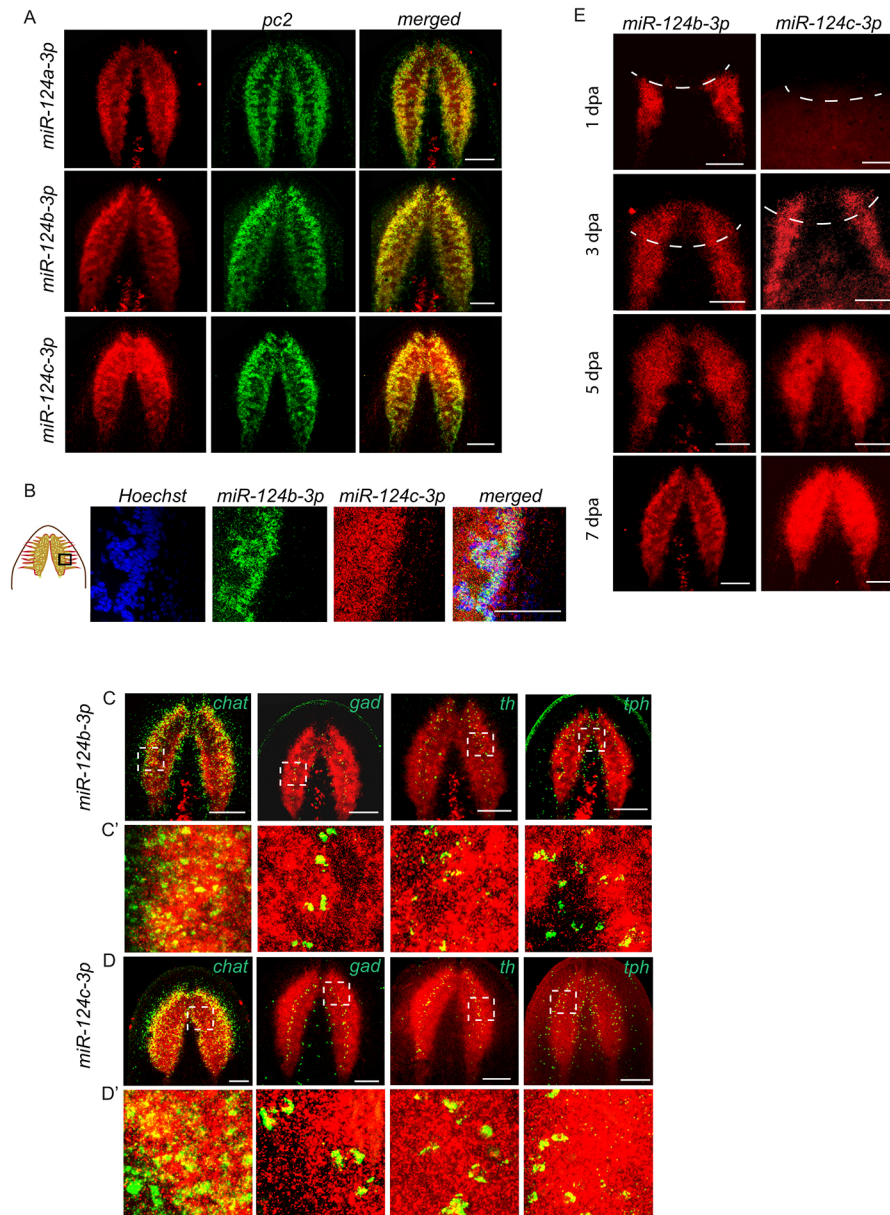 A
pc2 merged
miR-124a-3p
miR-124b-3p
miR-124c-3p
B
Hoechst miR-124b-3p miR-124c-3p merged
E
miR-124b-3p miR-124c-3p
1 dpa
3 dpa
5 dpa
7 dpa
C
miR-124b-3p
chat gad th tph
C'
D
miR-124c-3p
chat gad th tph
D'